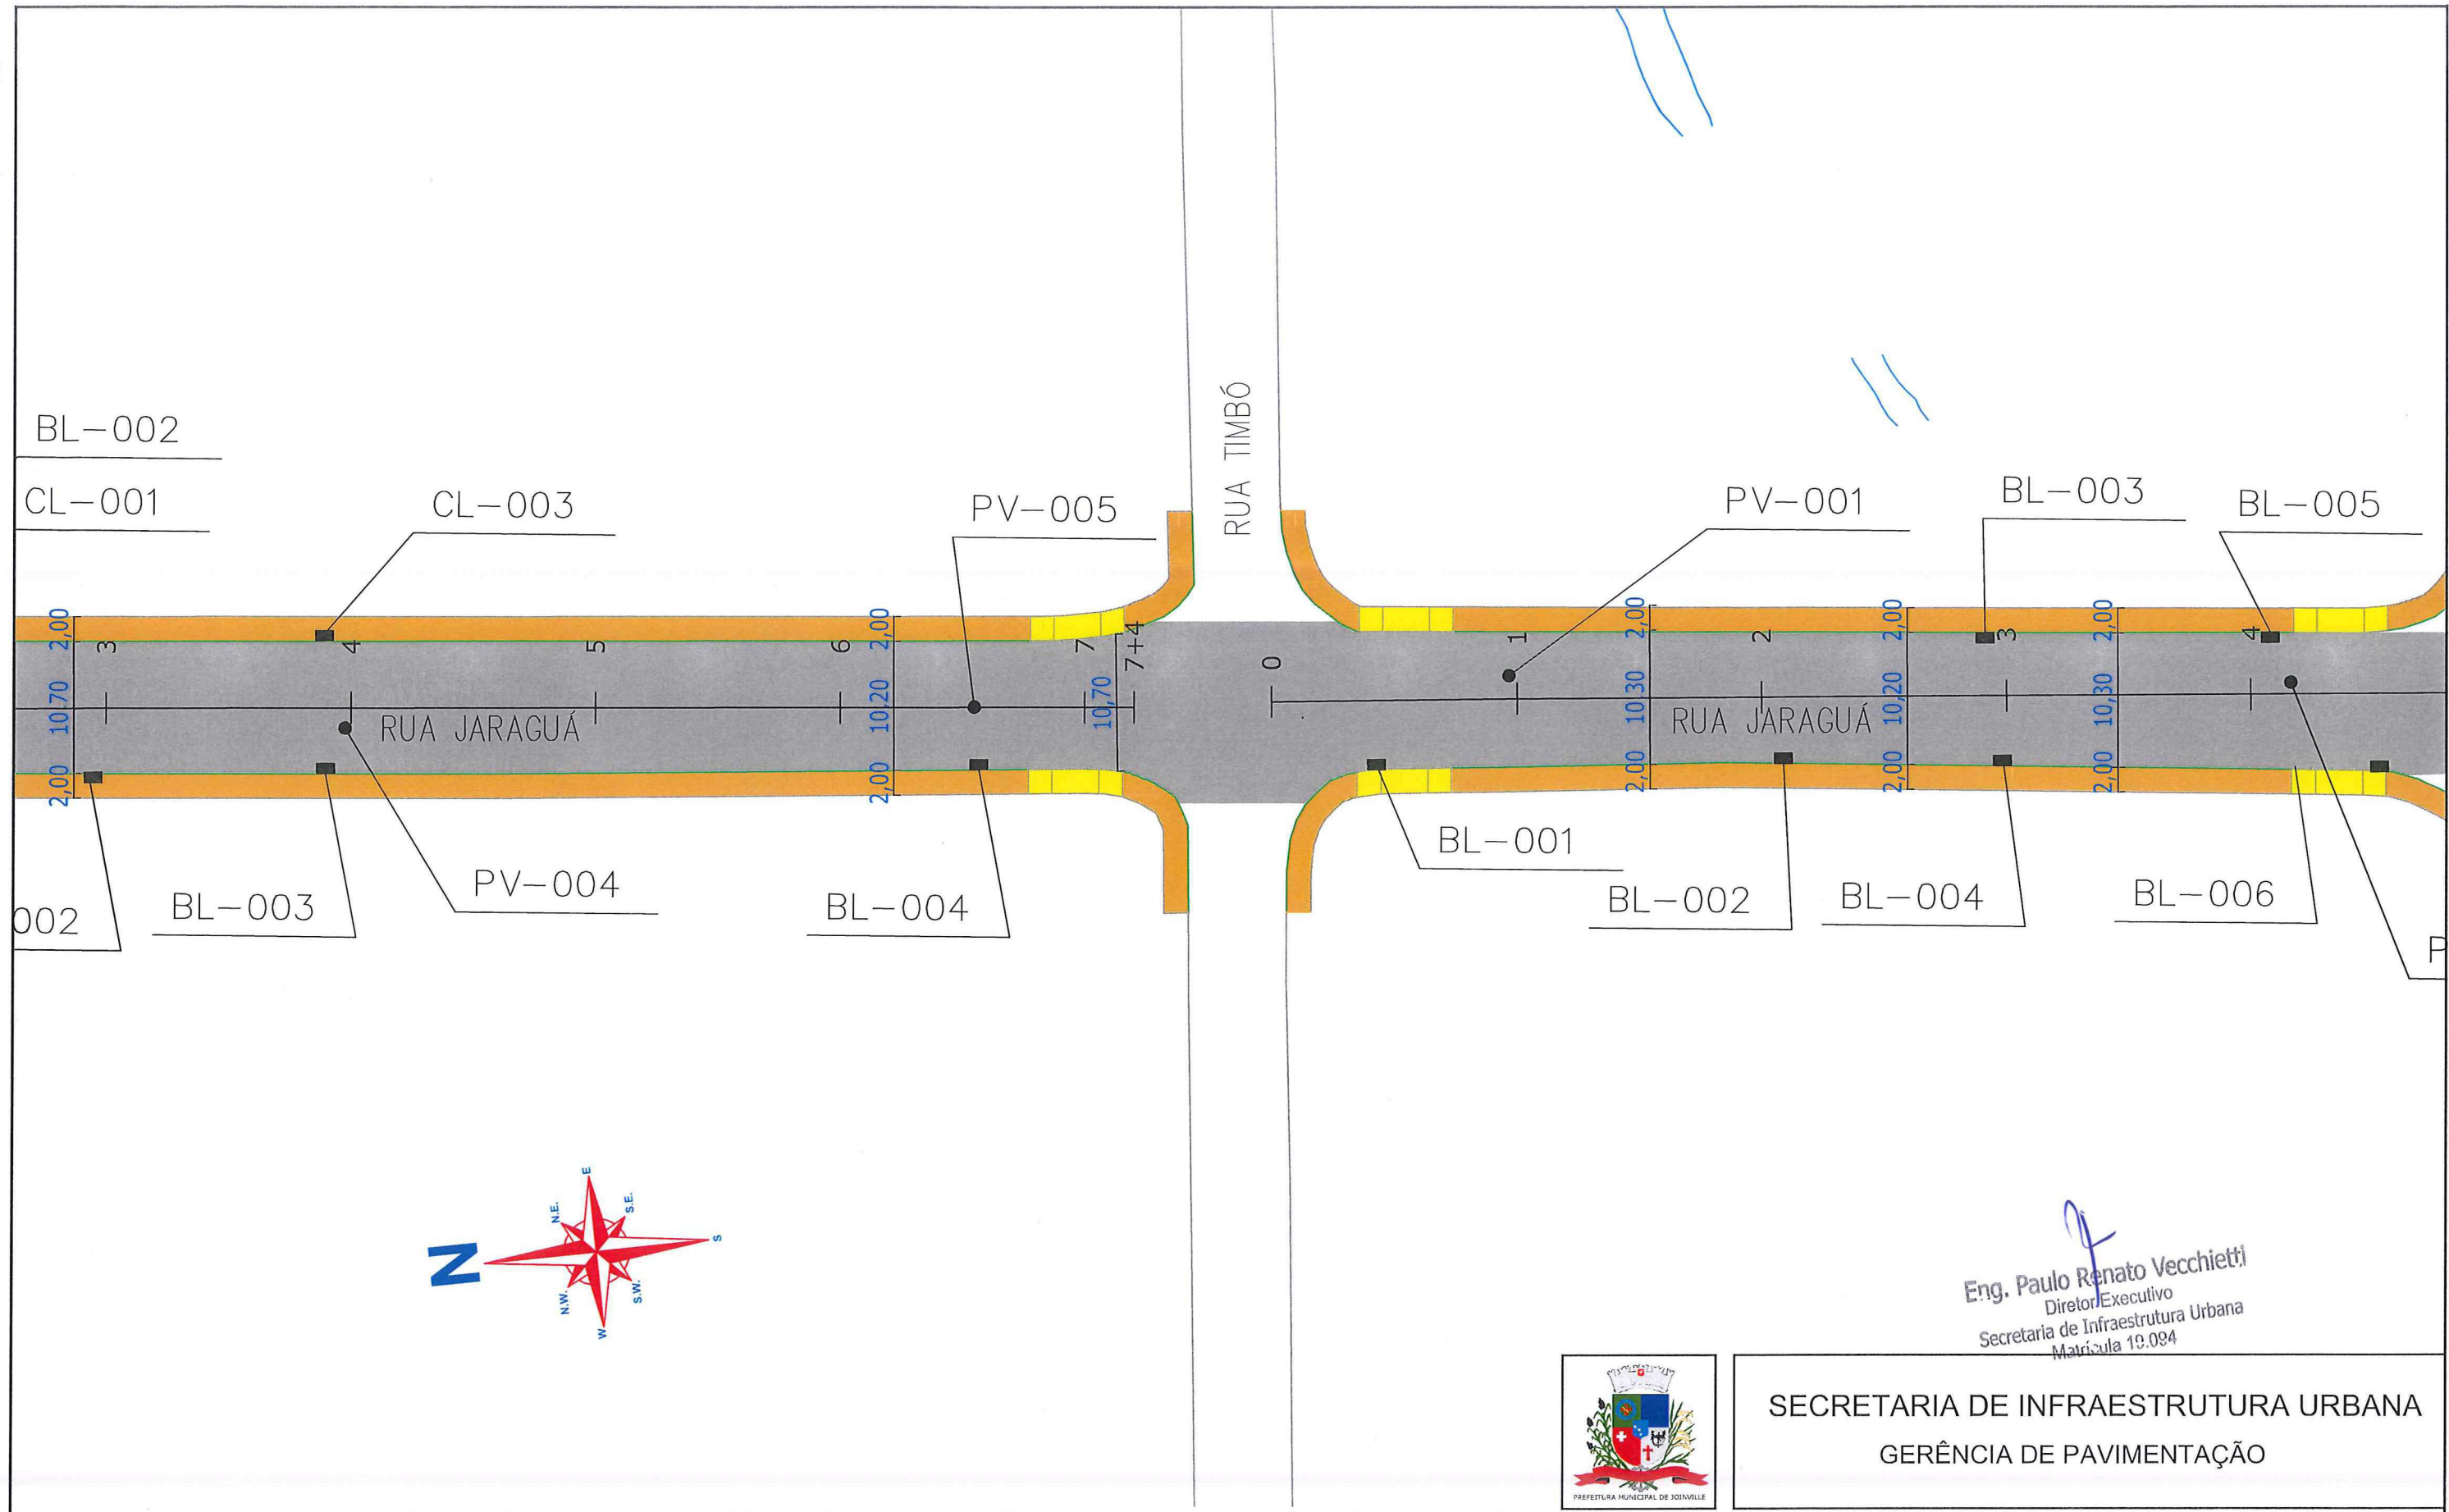 BL-002
CL-001
CL-003
PV-005
RUA TIMBÓ
PV-001
BL-003
BL-005
2,00
2,00
2,00
2,00
2,00
3
4
5
6
7
7+4
0
1
2
3
4
10,70
10,20
10,70
10,30
10,20
10,30
RUA JARAGUÁ
RUA JARAGUÁ
2,00
2,00
2,00
2,00
2,00
002
BL-003
PV-004
BL-004
BL-001
BL-002
BL-004
BL-006
P
N
N.E.
E
S.E.
S
S.W.
W
N.W.
Eng. Paulo Renato Vecchietti
Diretor Executivo
Secretaria de Infraestrutura Urbana
Matrícula 19.094
PREFEITURA MUNICIPAL DE JOINVILLE
SECRETARIA DE INFRAESTRUTURA URBANA
GERÊNCIA DE PAVIMENTAÇÃO